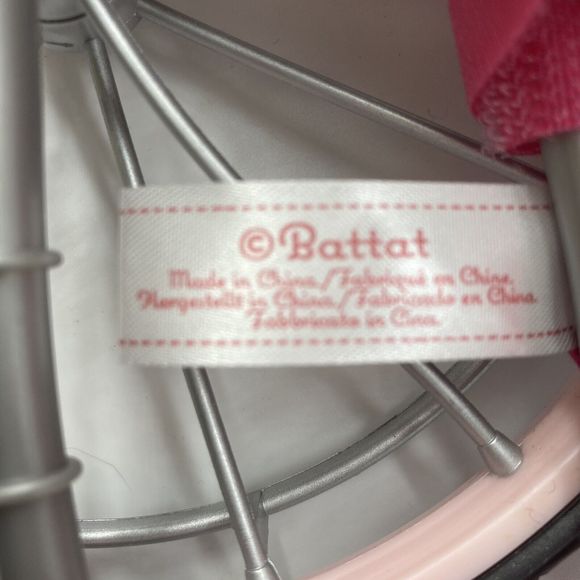 © Battat
Made in China./Fabriqué en Chine.
Hergestellt in China./Fabricado en China
Fabbricato in Cina.